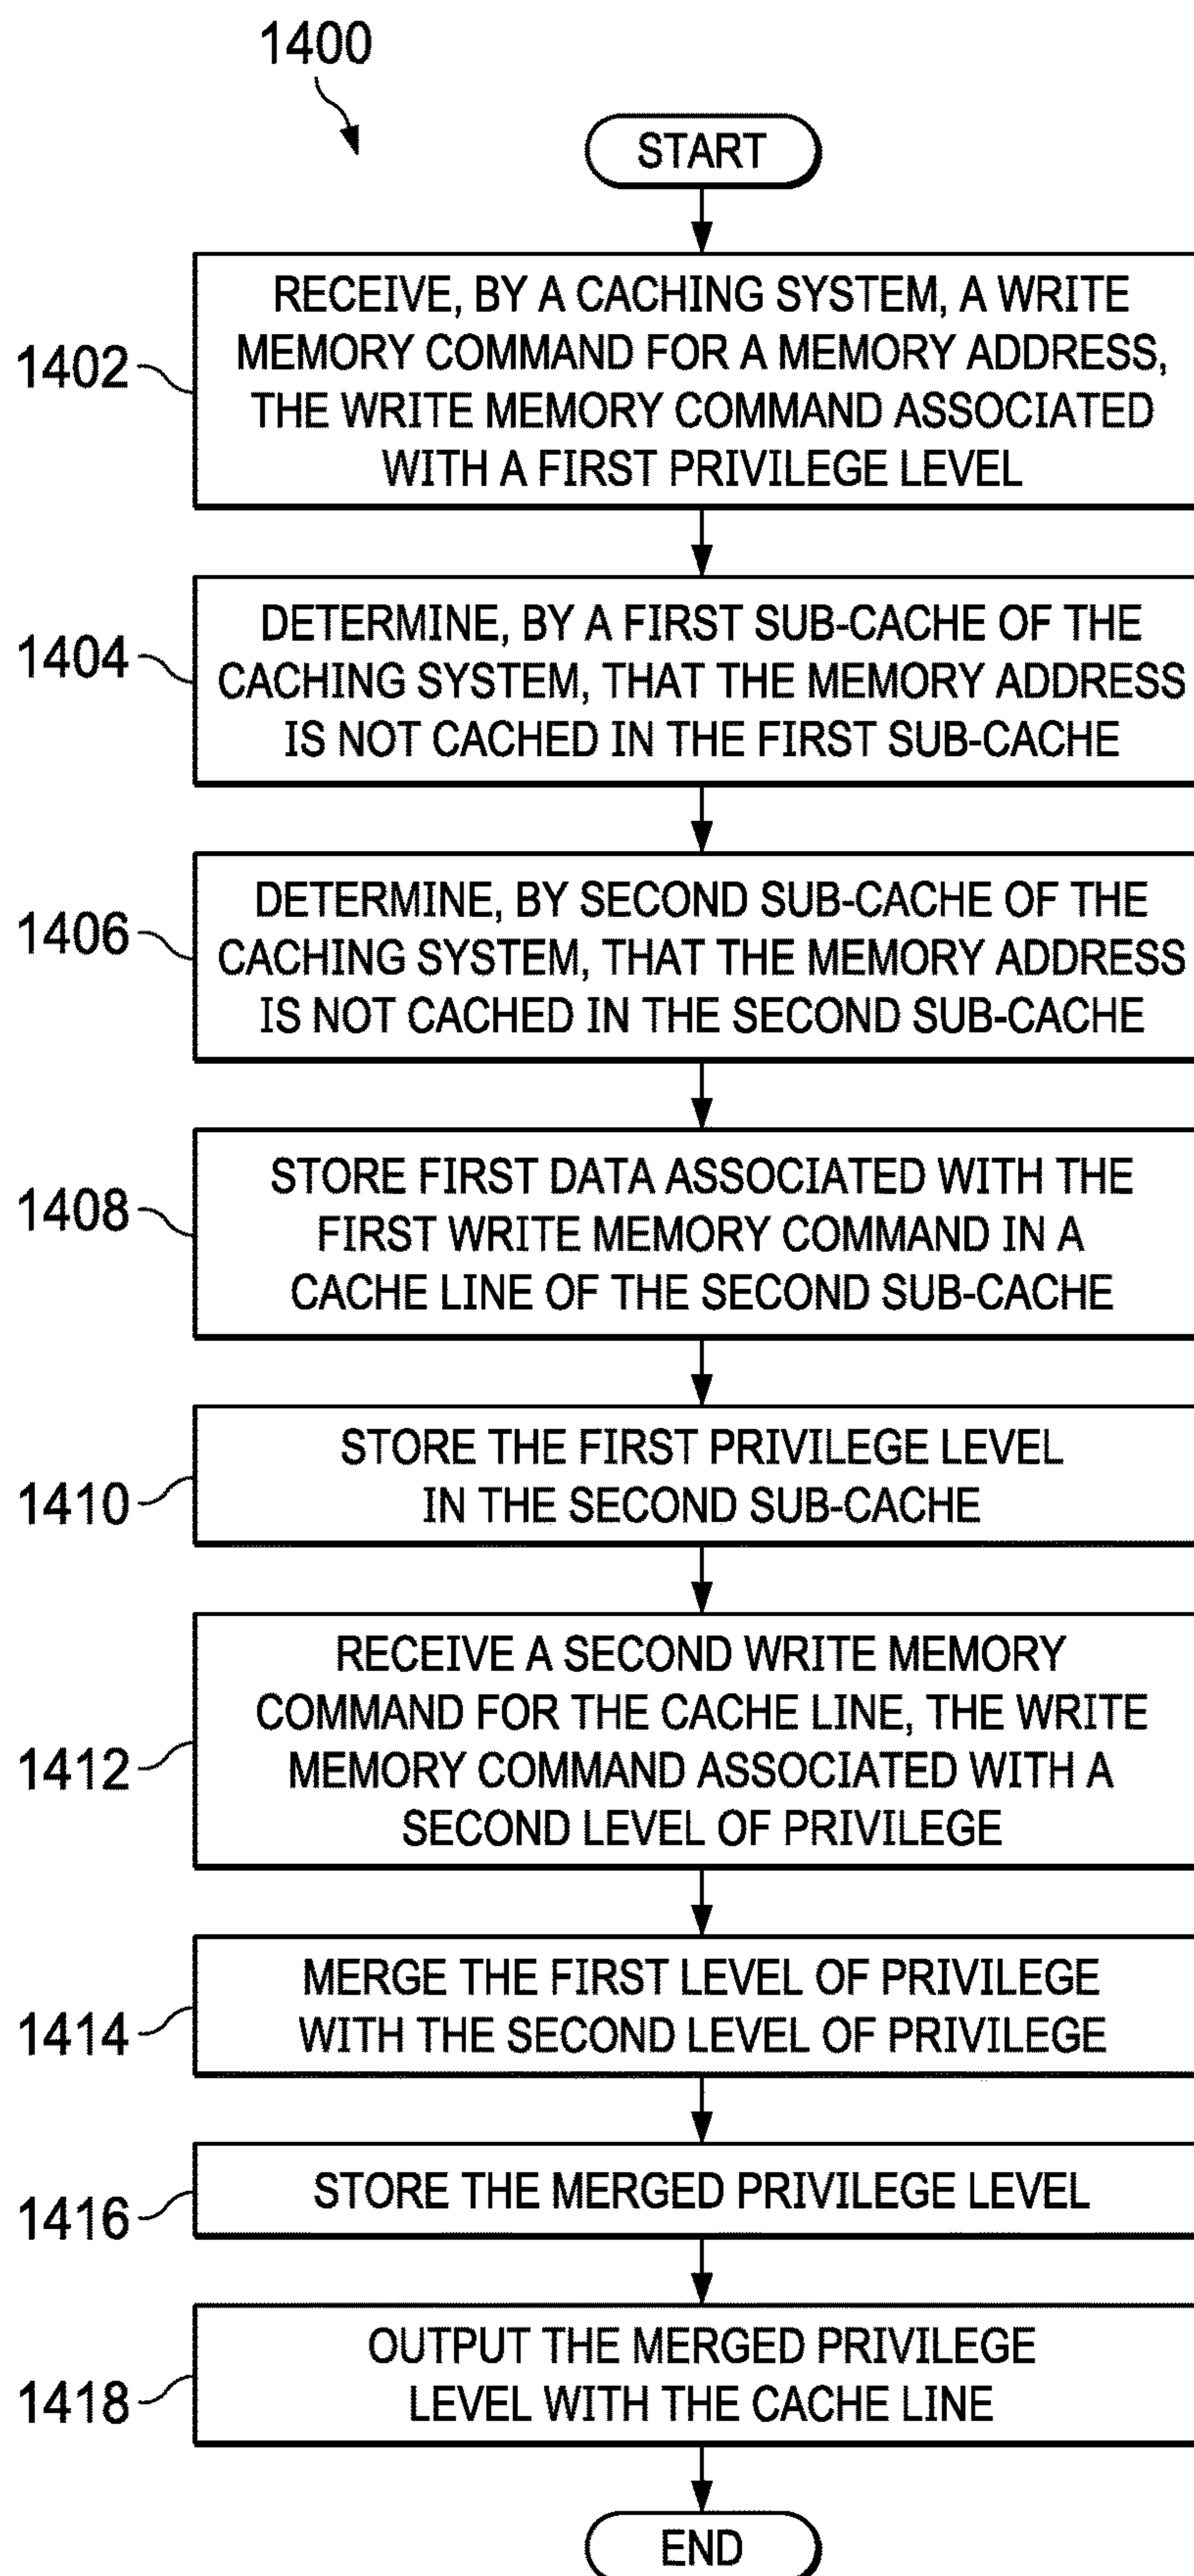 1400
START
1402
RECEIVE, BY A CACHING SYSTEM, A WRITE
MEMORY COMMAND FOR A MEMORY ADDRESS,
THE WRITE MEMORY COMMAND ASSOCIATED
WITH A FIRST PRIVILEGE LEVEL
1404
DETERMINE, BY A FIRST SUB-CACHE OF THE
CACHING SYSTEM, THAT THE MEMORY ADDRESS
IS NOT CACHED IN THE FIRST SUB-CACHE
1406
DETERMINE, BY SECOND SUB-CACHE OF THE
CACHING SYSTEM, THAT THE MEMORY ADDRESS
IS NOT CACHED IN THE SECOND SUB-CACHE
1408
STORE FIRST DATA ASSOCIATED WITH THE
FIRST WRITE MEMORY COMMAND IN A
CACHE LINE OF THE SECOND SUB-CACHE
1410
STORE THE FIRST PRIVILEGE LEVEL
IN THE SECOND SUB-CACHE
1412
RECEIVE A SECOND WRITE MEMORY
COMMAND FOR THE CACHE LINE, THE WRITE
MEMORY COMMAND ASSOCIATED WITH A
SECOND LEVEL OF PRIVILEGE
1414
MERGE THE FIRST LEVEL OF PRIVILEGE
WITH THE SECOND LEVEL OF PRIVILEGE
1416
STORE THE MERGED PRIVILEGE LEVEL
1418
OUTPUT THE MERGED PRIVILEGE
LEVEL WITH THE CACHE LINE
END